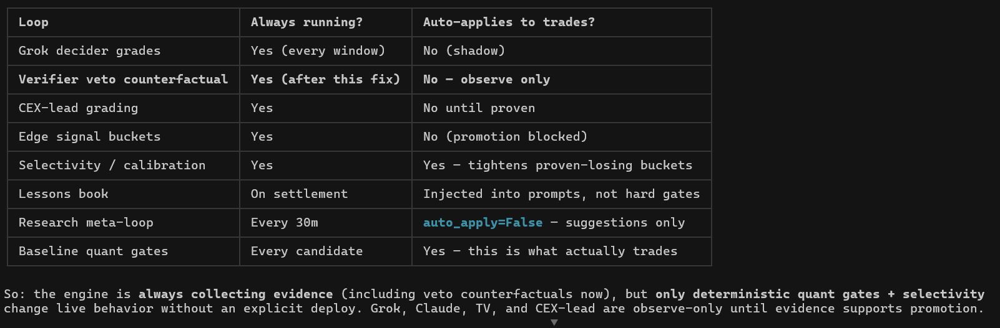 Loop Always running? Auto-applies to trades?
Grok decider grades Yes (every window) No (shadow)
Verifier veto counterfactual Yes (after this fix) No — observe only
CEX-lead grading Yes No until proven
Edge signal buckets Yes No (promotion blocked)
Selectivity / calibration Yes Yes — tightens proven-losing buckets
Lessons book On settlement Injected into prompts, not hard gates
Research meta-loop Every 30m auto_apply=False — suggestions only
Baseline quant gates Every candidate Yes — this is what actually trades
So: the engine is always collecting evidence (including veto counterfactuals now), but only deterministic quant gates + selectivity
change live behavior without an explicit deploy. Grok, Claude, TV, and CEX-lead are observe-only until evidence supports promotion.